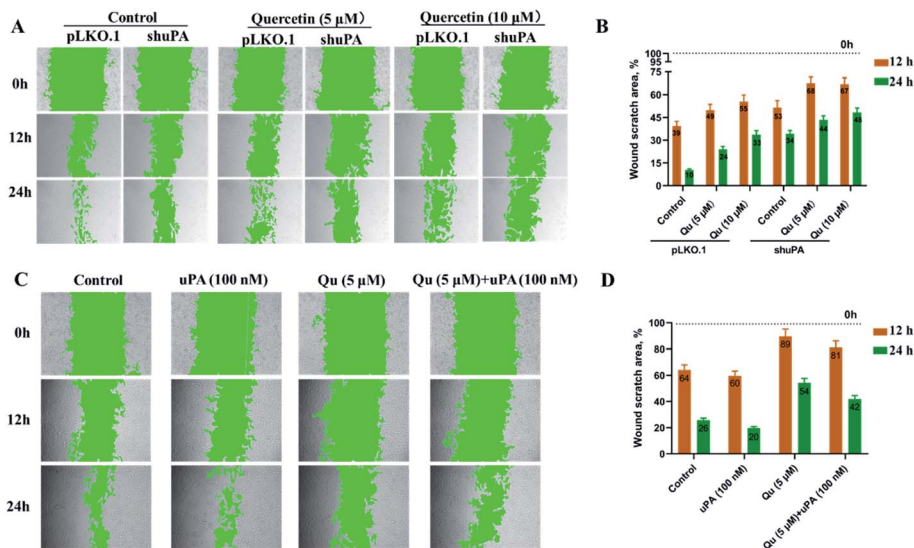 A
Control
Quercetin (5 μM)
Quercetin (10 μM)
pLKO.1 shuPA pLKO.1 shuPA pLKO.1 shuPA
0h
12h
24h
B
0h
12 h
24 h
Wound scratch area, %
100
95
75
60
45
30
15
0
39 10 49 24 55 33 53 34 68 44 67 48
Control Qu (5 μM) Qu (10 μM) Control Qu (5 μM) Qu (10 μM)
pLKO.1 shuPA
C
Control uPA (100 nM) Qu (5 μM) Qu (5 μM)+uPA (100 nM)
0h
12h
24h
D
0h
12 h
24 h
Wound scratch area, %
100
80
60
40
20
0
64 26 60 20 89 54 81 42
Control uPA (100 nM) Qu (5 μM) Qu (5 μM)+uPA (100 nM)